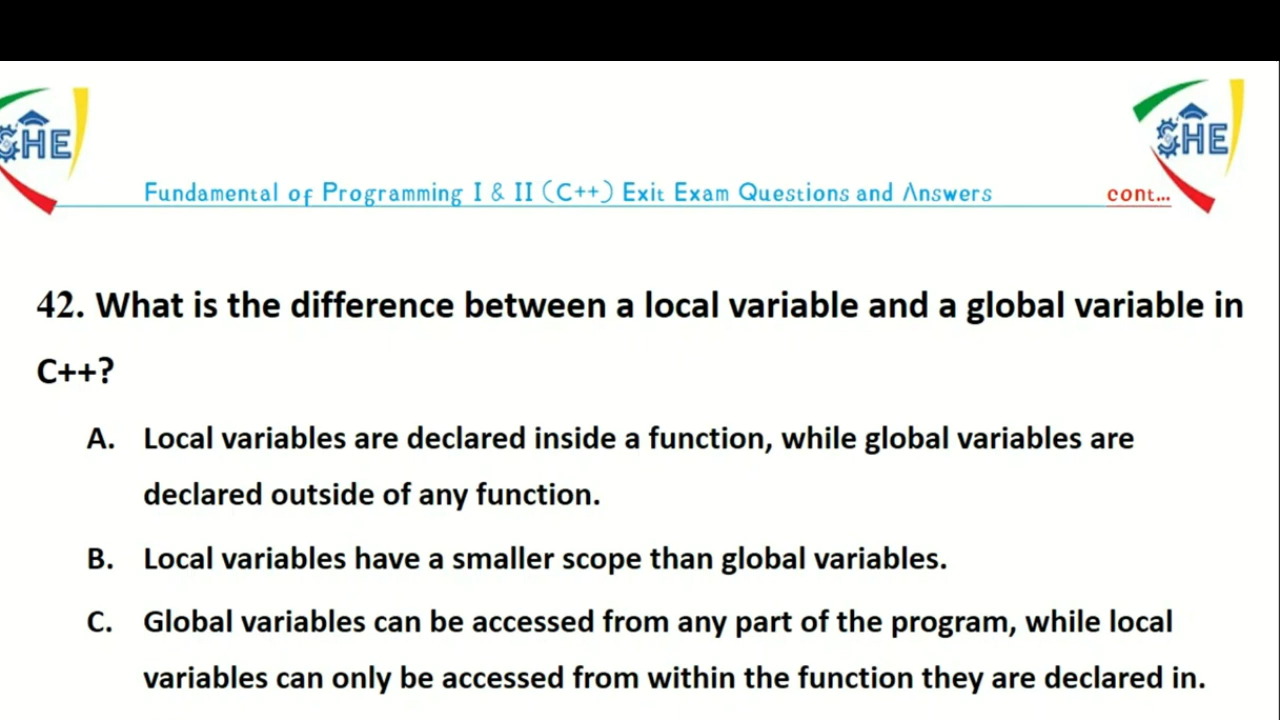 SHE
SHE
Fundamental of Programming I & II (C++) Exit Exam Questions and Answers cont...
42. What is the difference between a local variable and a global variable in
C++?
A. Local variables are declared inside a function, while global variables are
declared outside of any function.
B. Local variables have a smaller scope than global variables.
C. Global variables can be accessed from any part of the program, while local
variables can only be accessed from within the function they are declared in.